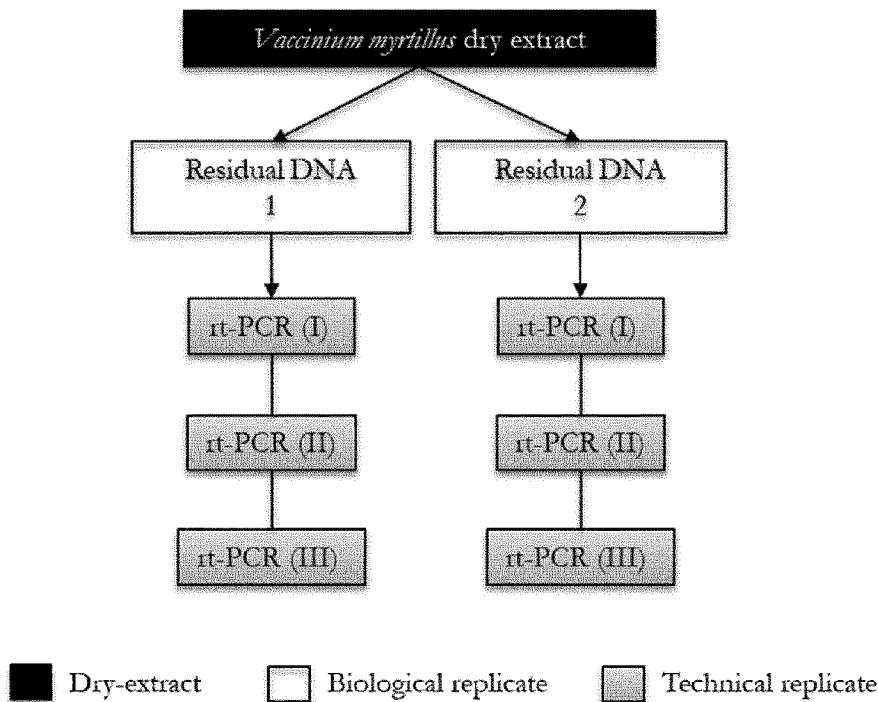 Vaccinium myrtillus dry extract
Residual DNA
1
Residual DNA
2
rt-PCR (I)
rt-PCR (I)
rt-PCR (II)
rt-PCR (II)
rt-PCR (III)
rt-PCR (III)
Dry-extract
Biological replicate
Technical replicate